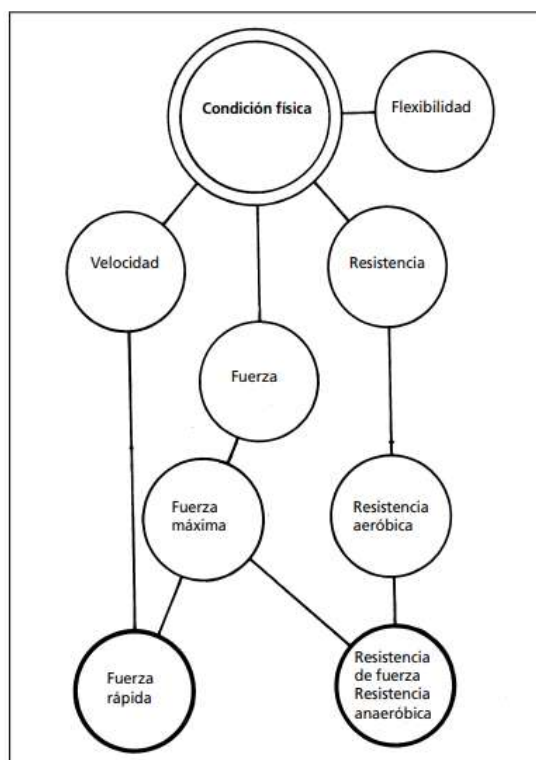 Condición física
Flexibilidad
Velocidad
Resistencia
Fuerza
Fuerza
máxima
Resistencia
aeróbica
Fuerza
rápida
Resistencia
de fuerza
Resistencia
anaeróbica